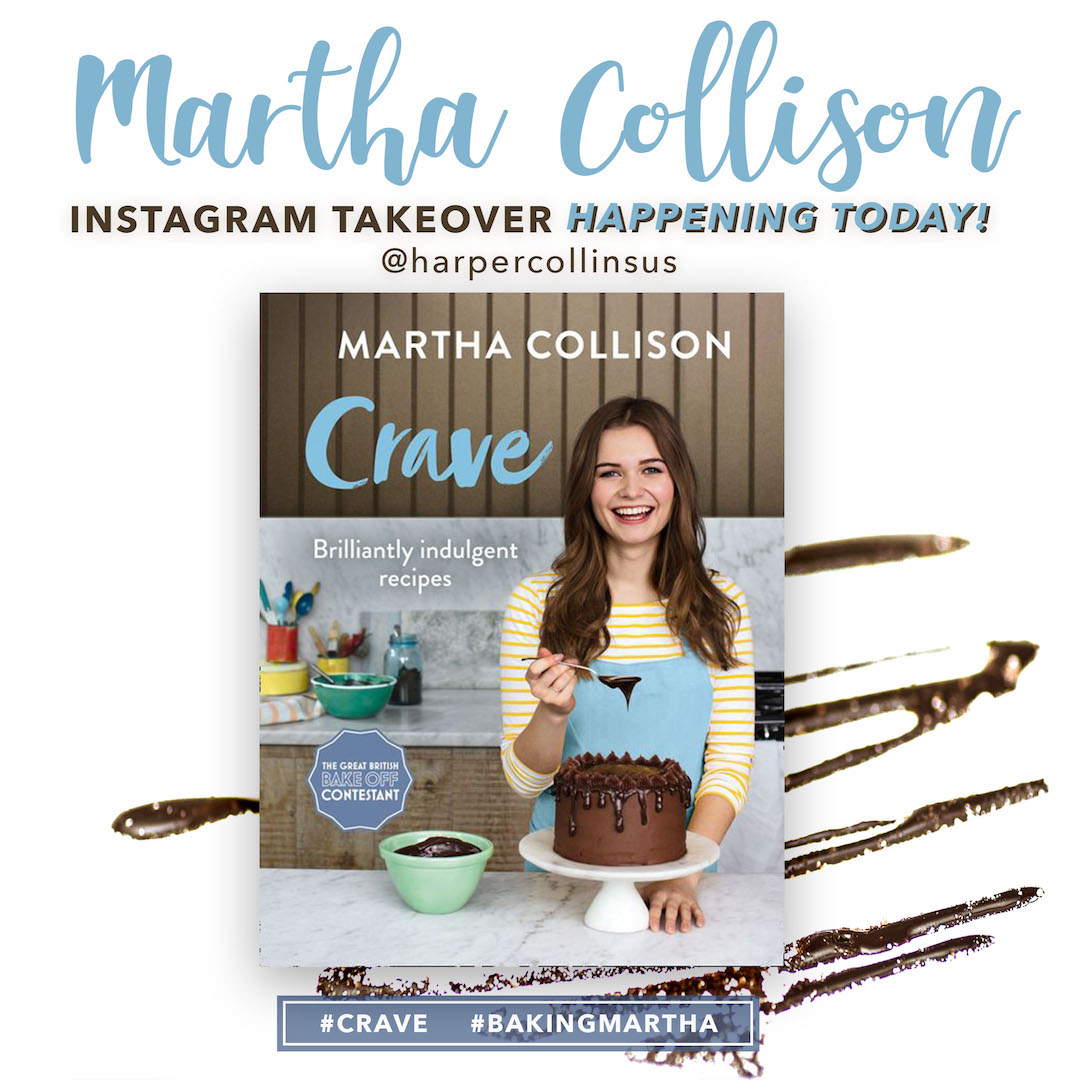 Martha Collison
INSTAGRAM TAKEOVER HAPPENING TODAY!
@harpercollinsus
MARTHA COLLISON
Crave
Brilliantly indulgent
recipes
THE GREAT BRITISH
BAKE OFF
CONTESTANT
#CRAVE #BAKINGMARTHA